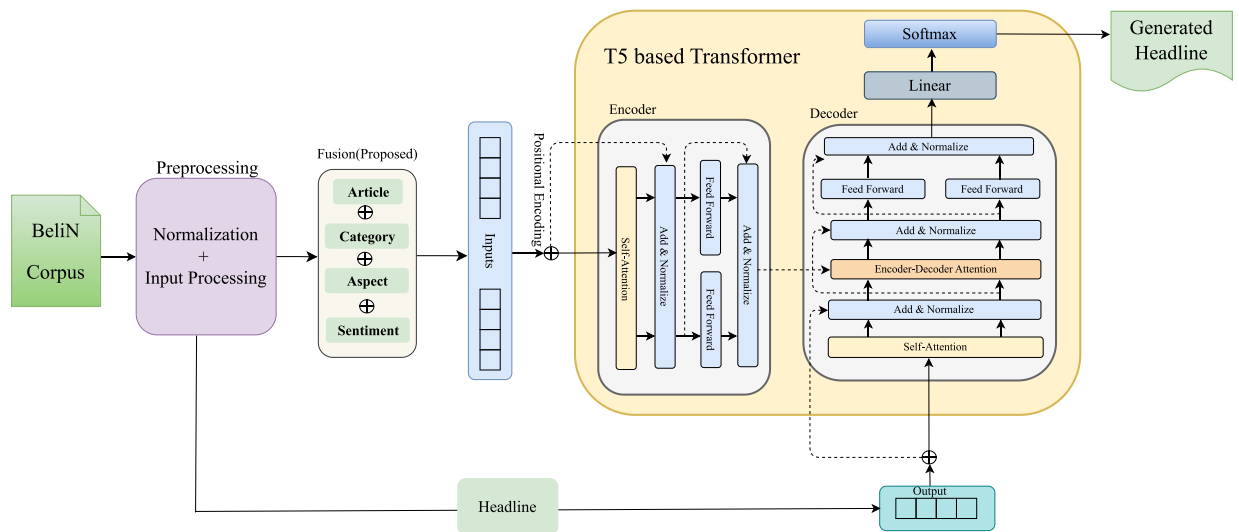 BeliN
Corpus
Preprocessing
Normalization
+
Input Processing
Fusion(Proposed)
Article
Category
Aspect
Sentiment
Inputs
Positional Encoding
T5 based Transformer
Encoder
Self-Attention
Add & Normalize
Feed Forward
Feed Forward
Add & Normalize
Decoder
Softmax
Linear
Add & Normalize
Feed Forward
Feed Forward
Add & Normalize
Encoder-Decoder Attention
Add & Normalize
Self-Attention
Generated
Headline
Headline
Output